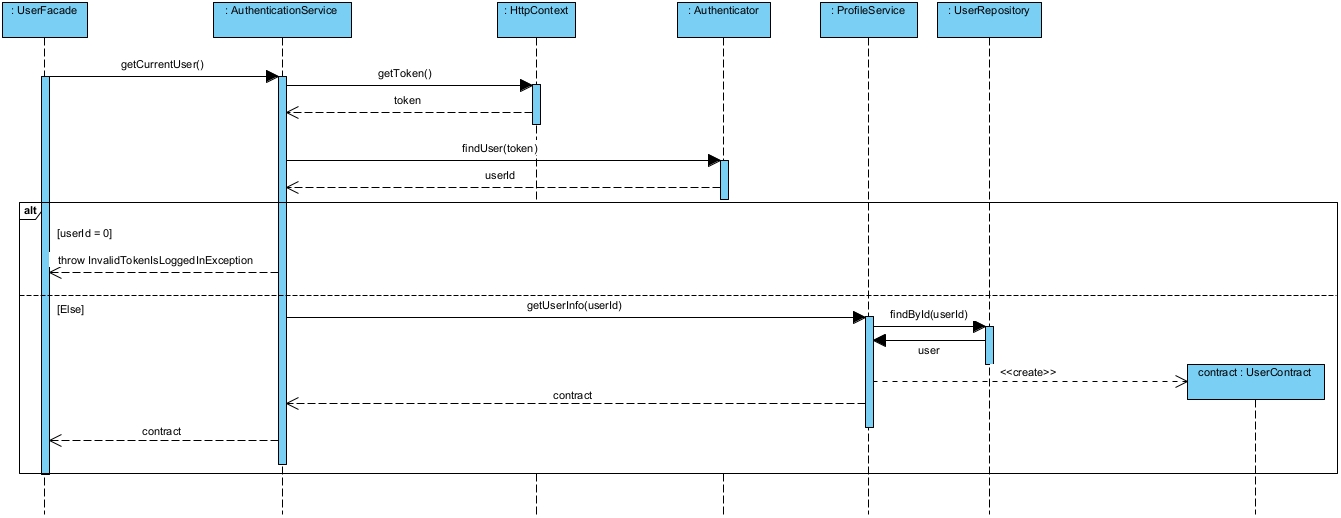 : UserFacade
: AuthenticationService
: HttpContext
: Authenticator
: ProfileService
: UserRepository
getCurrentUser()
getToken()
token
findUser(token)
userId
alt
[userId = 0]
throw InvalidTokenIsLoggedInException
[Else]
getUserInfo(userId)
findById(userId)
user
<<create>>
contract : UserContract
contract
contract